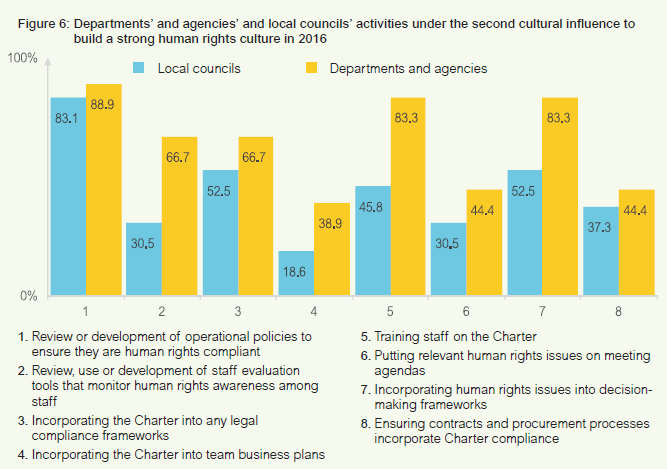 Figure 6: Departments' and agencies' and local councils' activities under the second cultural influence to
build a strong human rights culture in 2016
100%
Local councils
Departments and agencies
83.1
88.9
30.5
66.7
52.5
66.7
18.6
38.9
45.8
83.3
30.5
44.4
52.5
83.3
37.3
44.4
0%
1 2 3 4 5 6 7 8
1. Review or development of operational policies to
ensure they are human rights compliant
2. Review, use or development of staff evaluation
tools that monitor human rights awareness among
staff
3. Incorporating the Charter into any legal
compliance frameworks
4. Incorporating the Charter into team business plans
5. Training staff on the Charter
6. Putting relevant human rights issues on meeting
agendas
7. Incorporating human rights issues into decision-
making frameworks
8. Ensuring contracts and procurement processes
incorporate Charter compliance